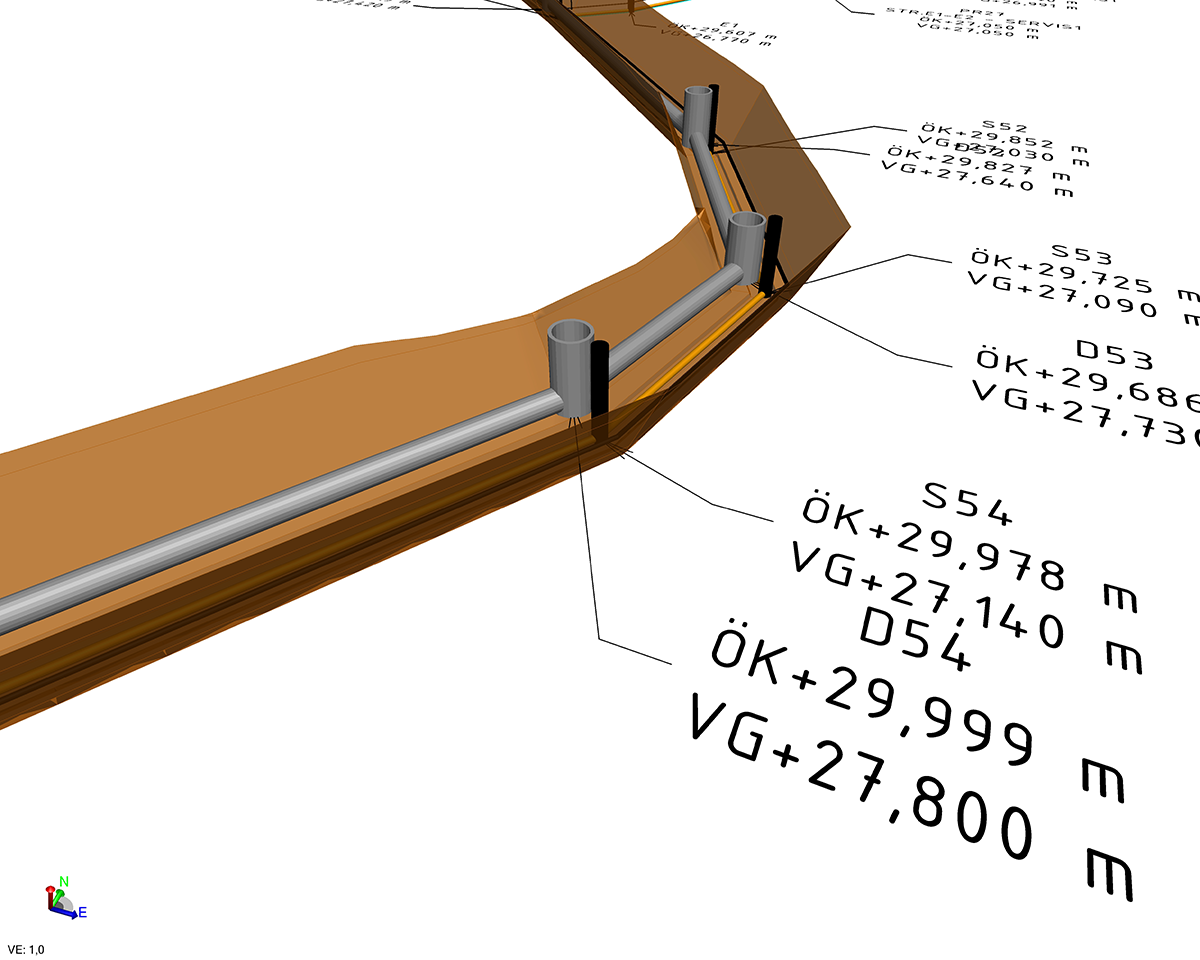 E1
ÖK+29,607 m
VG+26,770 m
PR27
STR.E1-E2 - SERVIS1
ÖK+27,050 m
VG+27,050 m
S52
ÖK+29,852 m
VG+27,030 m
D52
ÖK+29,827 m
VG+27,640 m
S53
ÖK+29,725 m
VG+27,090 m
D53
ÖK+29,686
VG+27,730
S54
ÖK+29,978 m
VG+27,140 m
D54
ÖK+29,999 m
VG+27,800 m
N
E
VE: 1,0